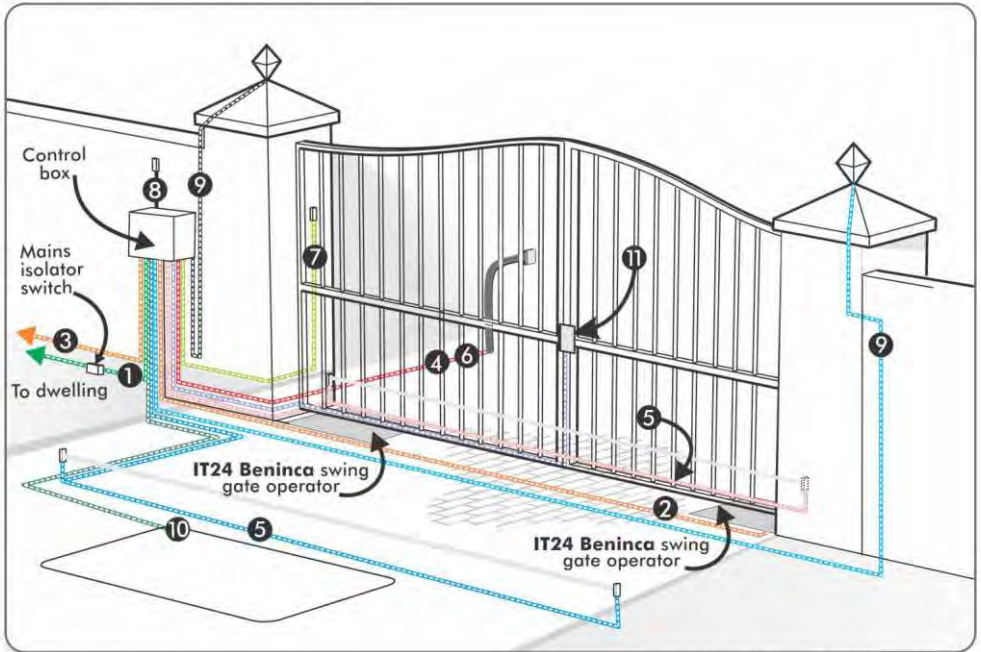 Control
box
8
9
Mains
isolator
switch
3
1
To dwelling
7
11
4
6
9
5
IT24 Beninca swing
gate operator
2
10
5
IT24 Beninca swing
gate operator